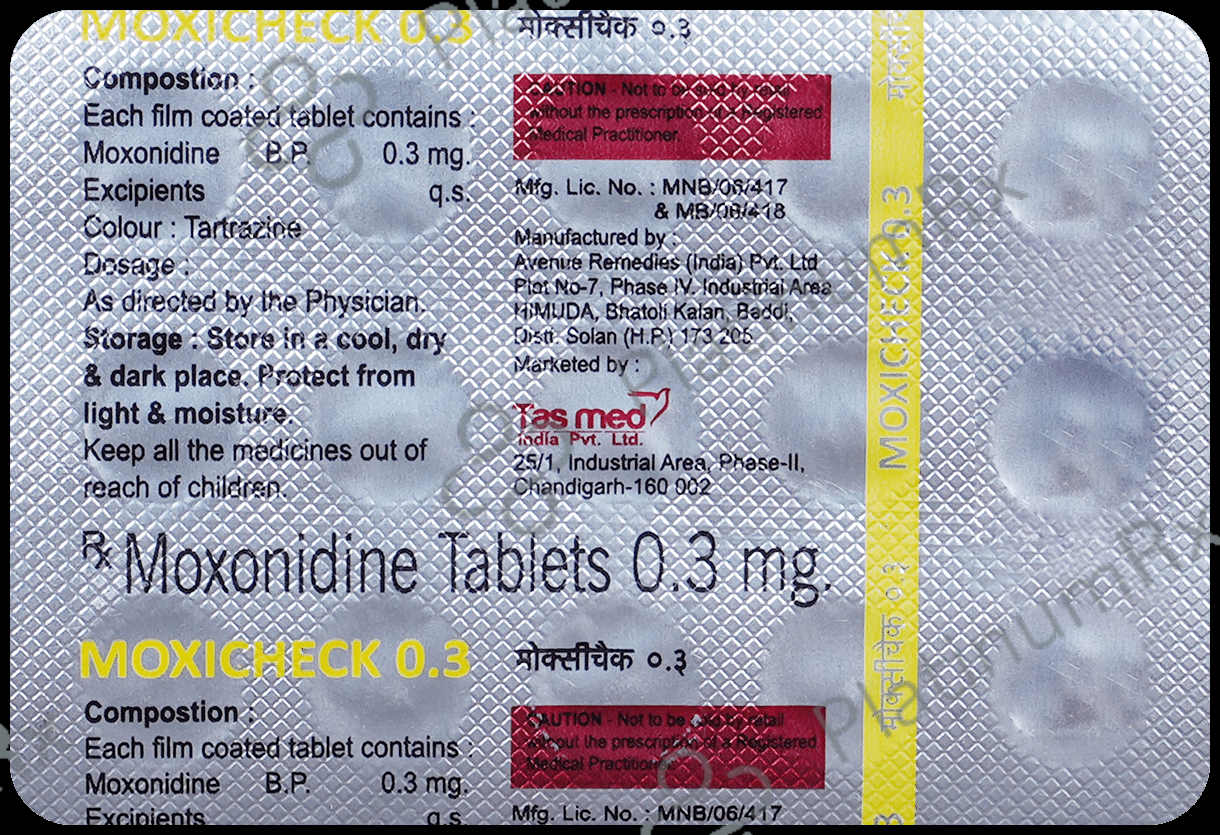 MOXICHECK 0.3
मोक्सीचैक ०.३
Compostion :
Each film coated tablet contains :
Moxonidine B.P. 0.3 mg.
Excipients q.s.
Colour : Tartrazine
Dosage :
As directed by the Physician.
Storage : Store in a cool, dry
& dark place. Protect from
light & moisture.
Keep all the medicines out of
reach of children.
CAUTION - Not to be sold by retail
without the prescription of a Registered
Medical Practitioner.
Mfg. Lic. No. : MNB/06/417
& MB/06/418
Manufactured by :
Avenue Remedies (India) Pvt. Ltd
Plot No-7, Phase IV. Industrial Area
HIMUDA, Bhatoli Kalan, Baddi,
Distt. Solan (H.P.) 173 205
Marketed by :
Tas med
India Pvt. Ltd.
25/1, Industrial Area, Phase-II,
Chandigarh-160 002
Rx Moxonidine Tablets 0.3 mg.
MOXICHECK 0.3
मोक्सीचैक ०.३
Compostion :
Each film coated tablet contains :
Moxonidine B.P. 0.3 mg.
Excipients q.s.
CAUTION - Not to be sold by retail
without the prescription of a Registered
Medical Practitioner.
Mfg. Lic. No. : MNB/06/417
MOXICHECK 0.3
मोक्सीचैक ०.३
PlatinumRx
PlatinumRx